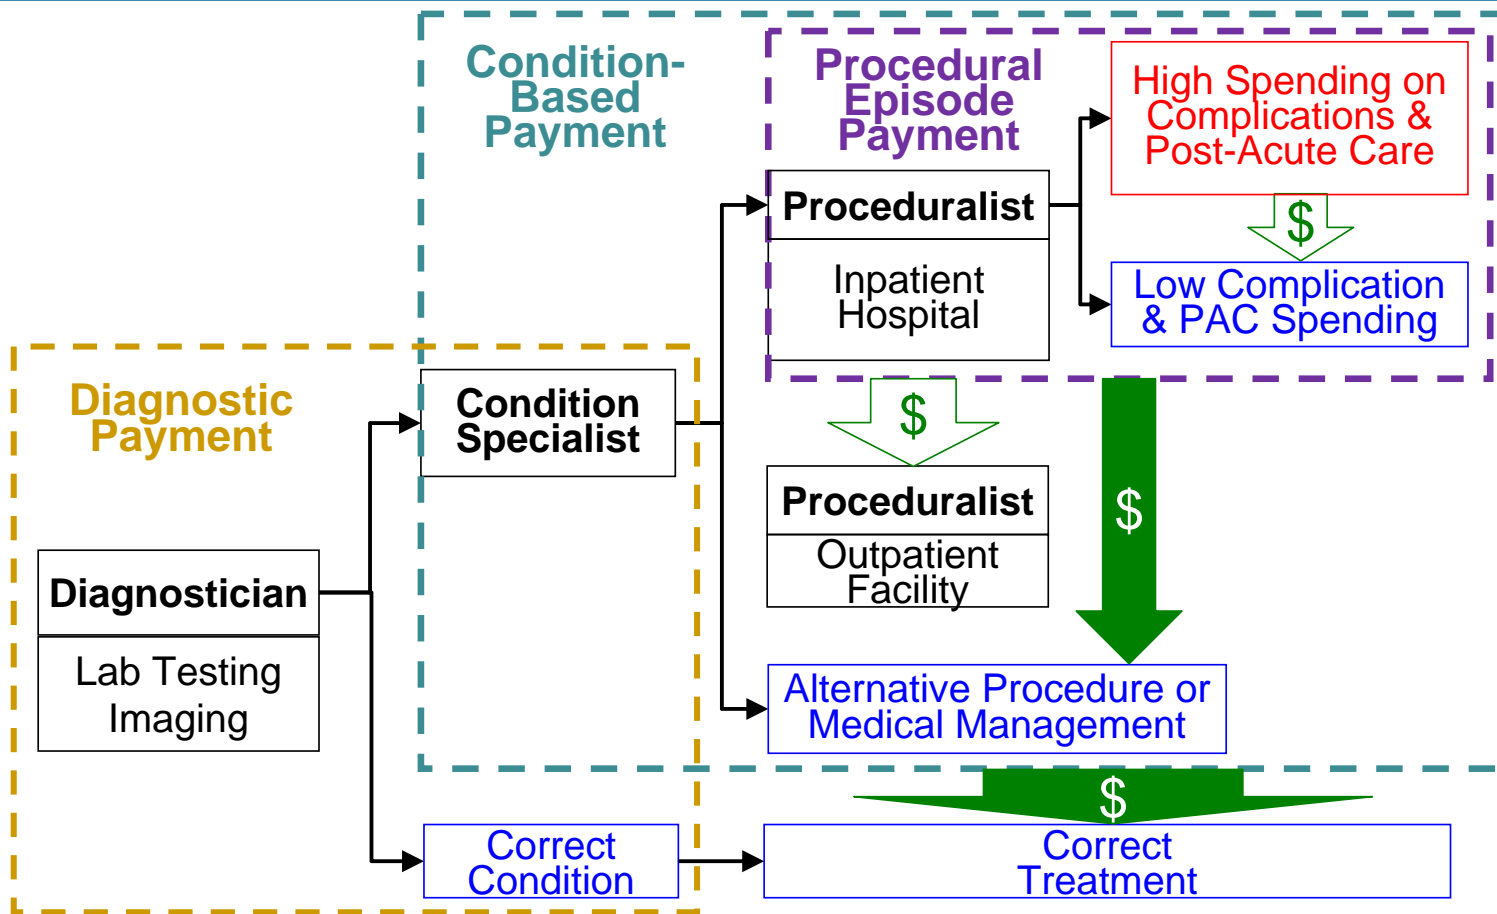 Condition-
Based
Payment
Procedural
Episode
Payment
High Spending on
Complications &
Post-Acute Care
$
Low Complication
& PAC Spending
Proceduralist
Inpatient
Hospital
Diagnostic
Payment
Condition
Specialist
$
Proceduralist
Outpatient
Facility
$
Diagnostician
Lab Testing
Imaging
Alternative Procedure or
Medical Management
$
Correct
Condition
Correct
Treatment